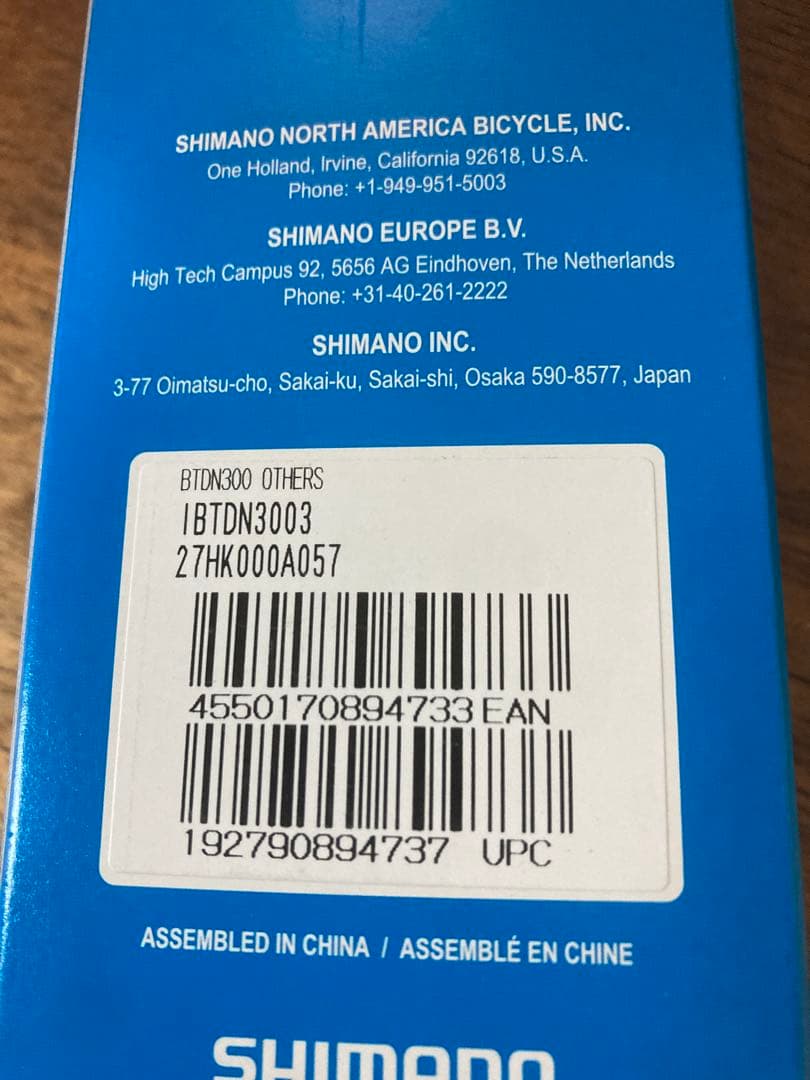 SHIMANO NORTH AMERICA BICYCLE, INC.
One Holland, Irvine, California 92618, U.S.A.
Phone: +1-949-951-5003
SHIMANO EUROPE B.V.
High Tech Campus 92, 5656 AG Eindhoven, The Netherlands
Phone: +31-40-261-2222
SHIMANO INC.
3-77 Oimatsu-cho, Sakai-ku, Sakai-shi, Osaka 590-8577, Japan
BTDN300 OTHERS
IBTDN3003
27HK000A057
4550170894733 EAN
192790894737 UPC
ASSEMBLED IN CHINA / ASSEMBLÉ EN CHINE
SHIMANO